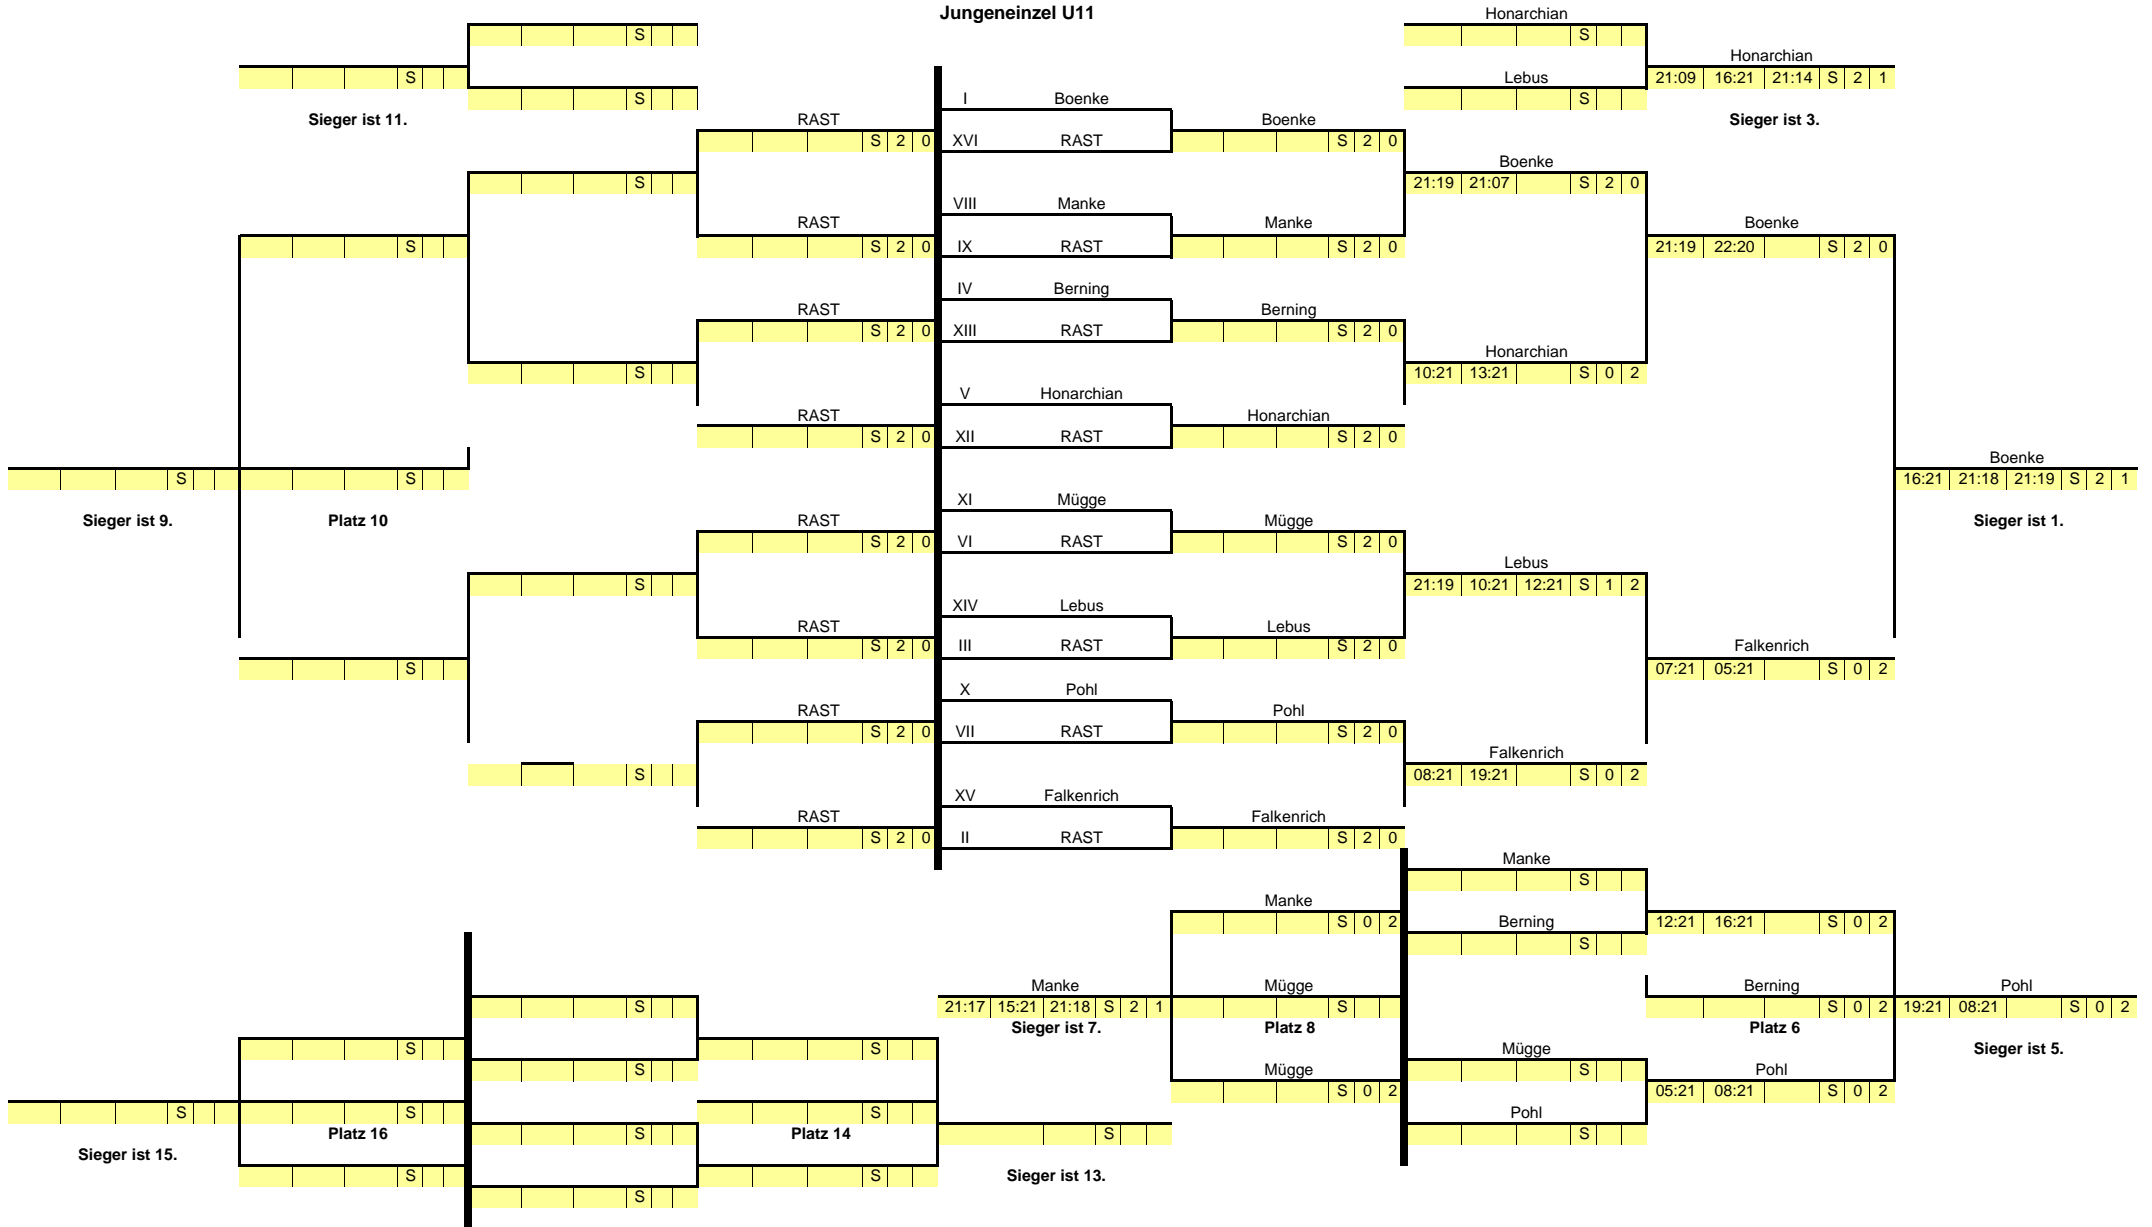 Jungeneinzel U11
Honarchian
S S
Honarchian
S Lebus 21:09 16:21 21:14 S 2 1
S I Boenke S
Sieger ist 11. RAST Boenke Sieger ist 3.
S 2 0 XVI RAST S 2 0
Boenke
S 21:19 21:07 S 2 0
VIII Manke
RAST Manke Boenke
S S 2 0 IX RAST S 2 0 21:19 22:20 S 2 0
IV Berning
RAST Berning
S 2 0 XIII RAST S 2 0
Honarchian
S 10:21 13:21 S 0 2
V Honarchian
RAST Honarchian
S 2 0 XII RAST S 2 0
Boenke
S S 16:21 21:18 21:19 S 2 1
XI Mügge
Sieger ist 9. Platz 10 RAST Mügge Sieger ist 1.
S 2 0 VI RAST S 2 0
Lebus
S 21:19 10:21 12:21 S 1 2
XIV Lebus
RAST Lebus
S 2 0 III RAST S 2 0 Falkenrich
S 07:21 05:21 S 0 2
X Pohl
RAST Pohl
S 2 0 VII RAST S 2 0
Falkenrich
S 08:21 19:21 S 0 2
XV Falkenrich
RAST Falkenrich
S 2 0 II RAST S 2 0
Manke
S
Manke
S 0 2 Berning 12:21 16:21 S 0 2
S
Manke Mügge Berning Pohl
S 21:17 15:21 21:18 S 2 1 S S 0 2 19:21 08:21 S 0 2
Sieger ist 7. Platz 8 Platz 6
S S Mügge Sieger ist 5.
S Mügge S Pohl
S 0 2 05:21 08:21 S 0 2
S S S Pohl
Platz 16 S Platz 14 S S
Sieger ist 15.
S S Sieger ist 13.
S